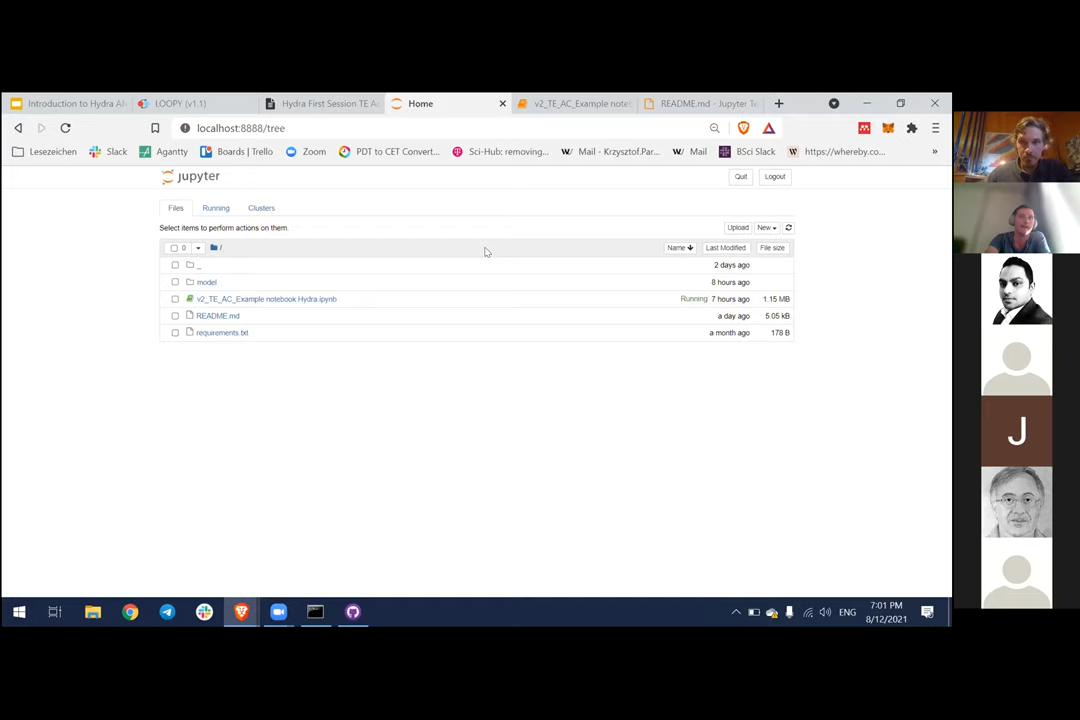 Introduction to Hydra AI
LOOPY (v1.1)
Hydra First Session TE A
Home
v2_TE_AC_Example noteb
README.md - Jupyter Te
localhost:8888/tree
Lesezeichen
Slack
Agantty
Boards | Trello
Zoom
PDT to CET Convert...
Sci-Hub: removing...
Mail - Krzysztof.Par...
Mail
BSci Slack
https://whereby.co...
»
jupyter
Quit
Logout
Files
Running
Clusters
Select items to perform actions on them.
Upload
New
0
/
Name
Last Modified
File size
_
2 days ago
model
8 hours ago
v2_TE_AC_Example notebook Hydra.ipynb
Running 7 hours ago
1.15 MB
README.md
a day ago
5.05 kB
requirements.txt
a month ago
178 B
J
ENG
7:01 PM
8/12/2021